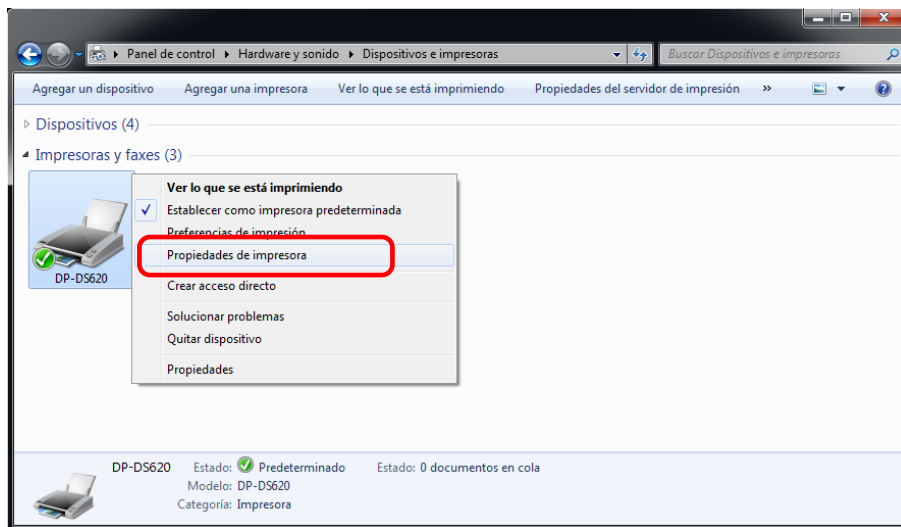 Panel de control ▸ Hardware y sonido ▸ Dispositivos e impresoras
Buscar Dispositivos e impresoras
Agregar un dispositivo Agregar una impresora Ver lo que se está imprimiendo Propiedades del servidor de impresión »
Dispositivos (4)
Impresoras y faxes (3)
DP-DS620
Ver lo que se está imprimiendo
Establecer como impresora predeterminada
Preferencias de impresión
Propiedades de impresora
Crear acceso directo
Solucionar problemas
Quitar dispositivo
Propiedades
DP-DS620 Estado: Predeterminado Estado: 0 documentos en cola
Modelo: DP-DS620
Categoría: Impresora